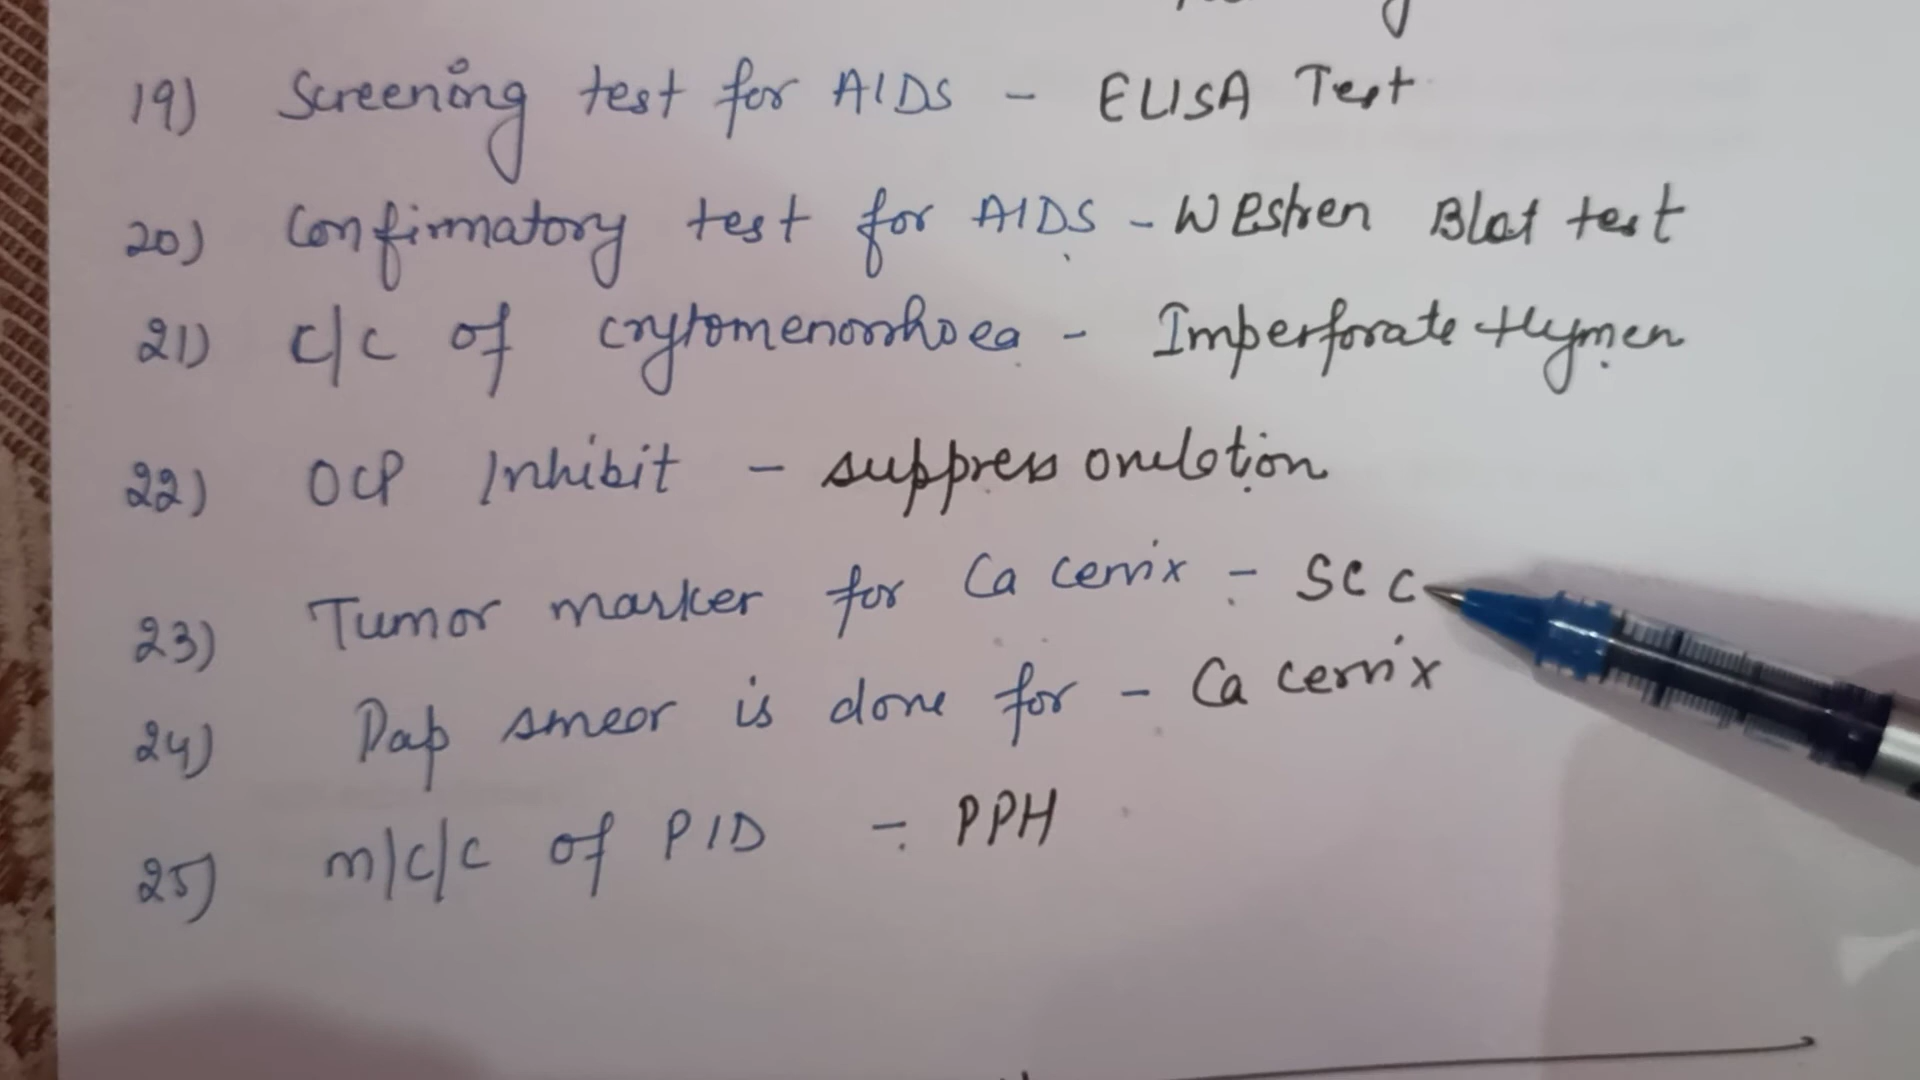 19) Screening test for AIDS - ELISA Test
20) Confirmatory test for AIDS - WEstren Blot test
21) C/c of crytomenorrhoea - Imperforate Hymen
22) OCP Inhibit - suppress ovulotion
23) Tumor marker for Ca cervix - SCC
24) Pap smear is done for - Ca cervix
25) m/c/c of PID - PPH